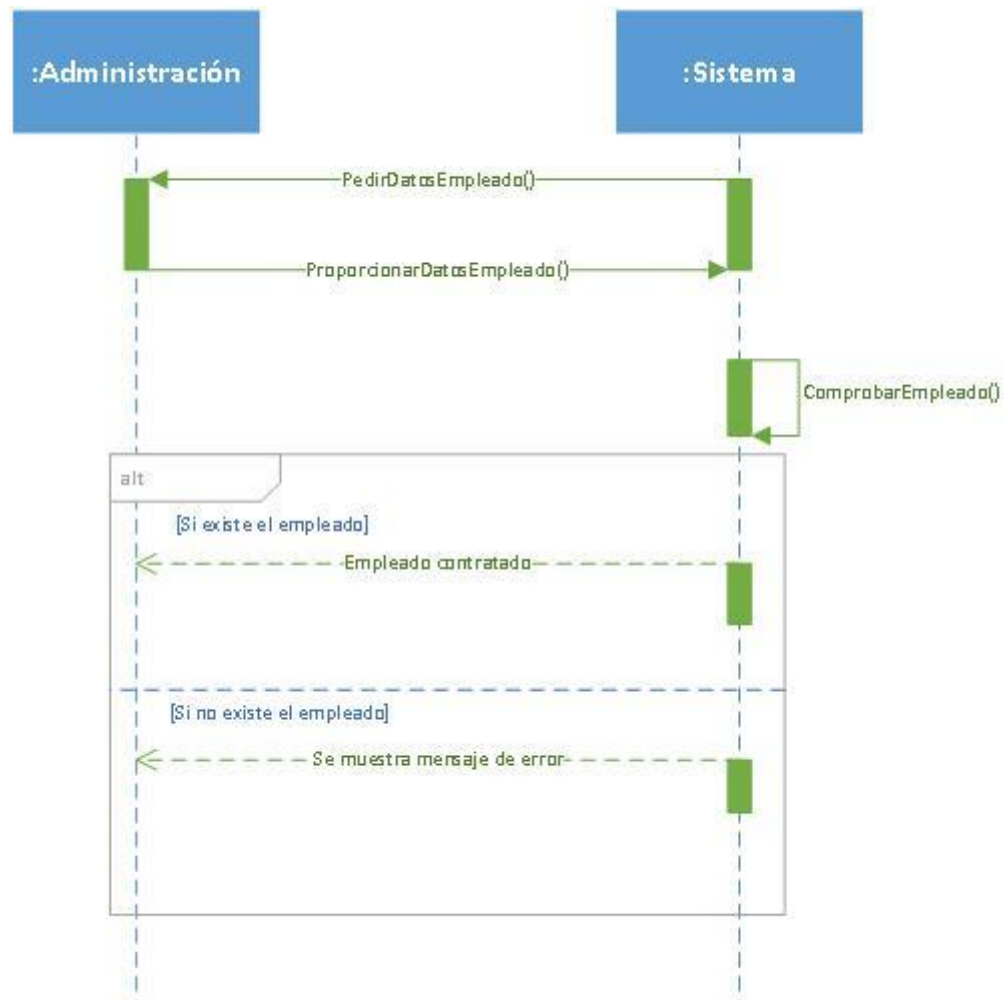 :Administración
:Sistema
PedirDatosEmpleado()
ProporcionarDatosEmpleado()
ComprobarEmpleado()
alt
[Si existe el empleado]
Empleado contratado
[Si no existe el empleado]
Se muestra mensaje de error